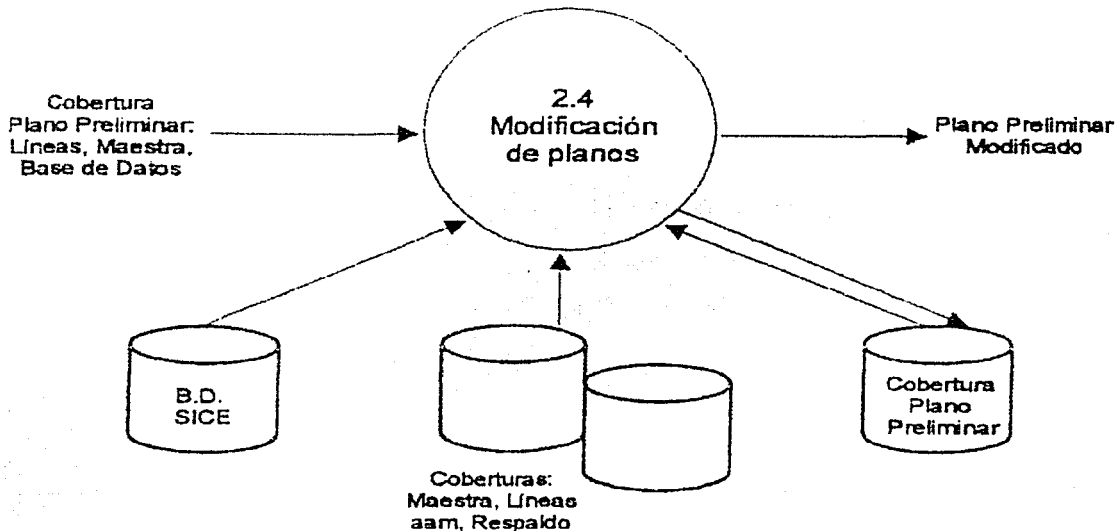 Cobertura
Plano Preliminar:
Líneas, Maestra,
Base de Datos
2.4
Modificación
de planos
Plano Preliminar
Modificado
B.D.
SICE
Coberturas:
Maestra, Líneas
aam, Respaldo
Cobertura
Plano
Preliminar